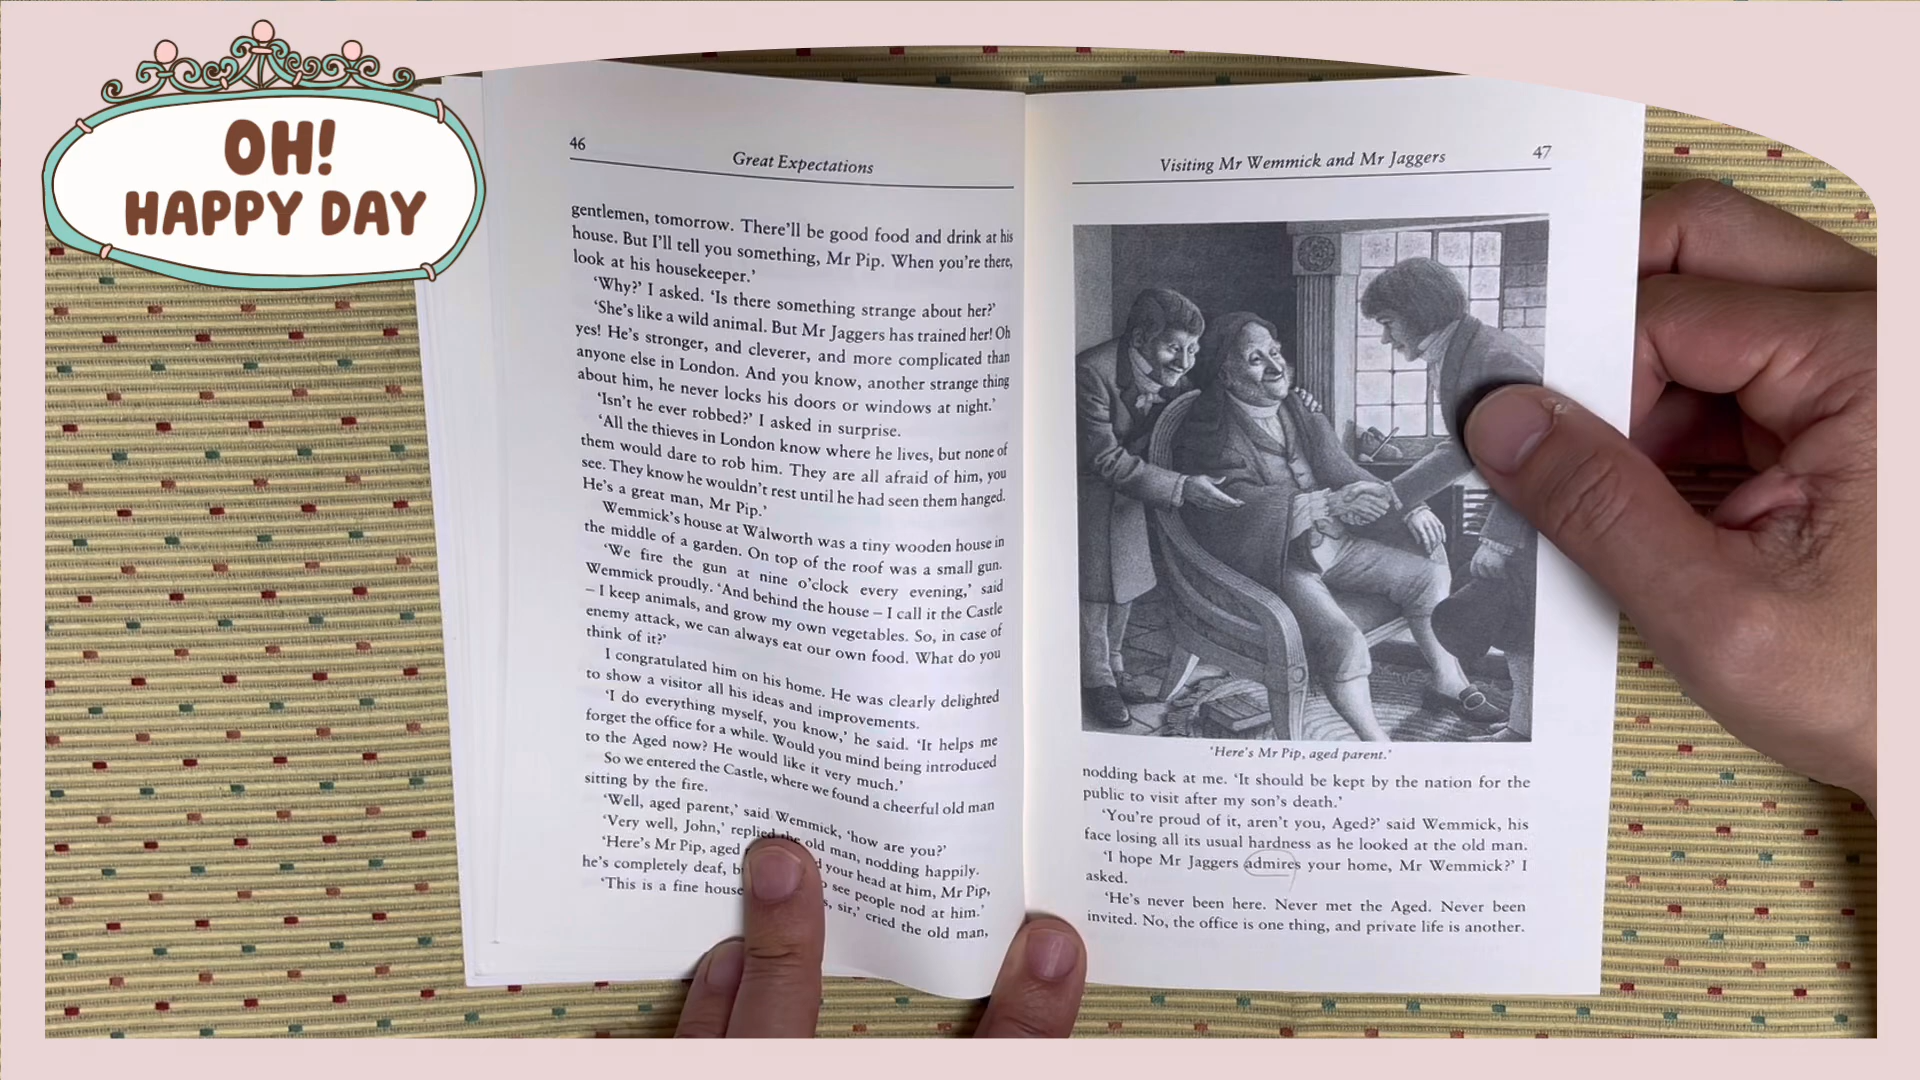 OH!
HAPPY DAY
46
Great Expectations
gentlemen, tomorrow. There'll be good food and drink at his
house. But I'll tell you something, Mr Pip. When you're there,
look at his housekeeper.'
'Why?' I asked. 'Is there something strange about her?'
'She's like a wild animal. But Mr Jaggers has trained her! Oh
yes! He's stronger, and cleverer, and more complicated than
anyone else in London. And you know, another strange thing
about him, he never locks his doors or windows at night.'
'Isn't he ever robbed?' I asked in surprise.
'All the thieves in London know where he lives, but none of
them would dare to rob him. They are all afraid of him, you
see. They know he wouldn't rest until he had seen them hanged.
He's a great man, Mr Pip.'
Wemmick's house at Walworth was a tiny wooden house in
the middle of a garden. On top of the roof was a small gun.
'We fire the gun at nine o'clock every evening,' said
Wemmick proudly. 'And behind the house – I call it the Castle
– I keep animals, and grow my own vegetables. So, in case of
enemy attack, we can always eat our own food. What do you
think of it?'
I congratulated him on his home. He was clearly delighted
to show a visitor all his ideas and improvements.
'I do everything myself, you know,' he said. 'It helps me
forget the office for a while. Would you mind being introduced
to the Aged now? He would like it very much.'
So we entered the Castle, where we found a cheerful old man
sitting by the fire.
'Well, aged parent,' said Wemmick, 'how are you?'
'Very well, John,' replied the old man, nodding happily.
'Here's Mr Pip, aged your head at him, Mr Pip,
he's completely deaf, see people nod at him.'
'This is a fine house sir,' cried the old man,
Visiting Mr Wemmick and Mr Jaggers
47
'Here's Mr Pip, aged parent.'
nodding back at me. 'It should be kept by the nation for the
public to visit after my son's death.'
'You're proud of it, aren't you, Aged?' said Wemmick, his
face losing all its usual hardness as he looked at the old man.
'I hope Mr Jaggers admires your home, Mr Wemmick?' I
asked.
'He's never been here. Never met the Aged. Never been
invited. No, the office is one thing, and private life is another.